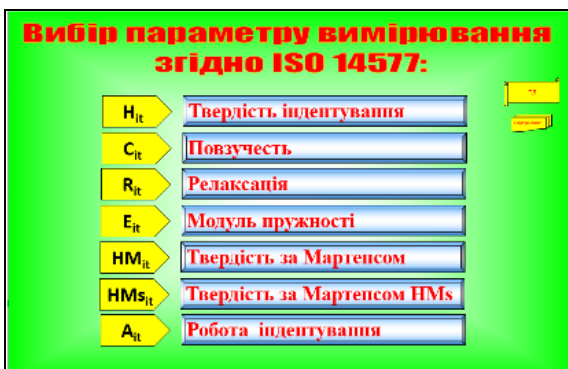 Вибір параметру вимірювання
згідно ISO 14577:
Hit Твердість індентування
Cit Повзучесть
Rit Релаксація
Eit Модуль пружності
HMit Твердість за Мартенсом
HMsit Твердість за Мартенсом HMs
Ait Робота індентування